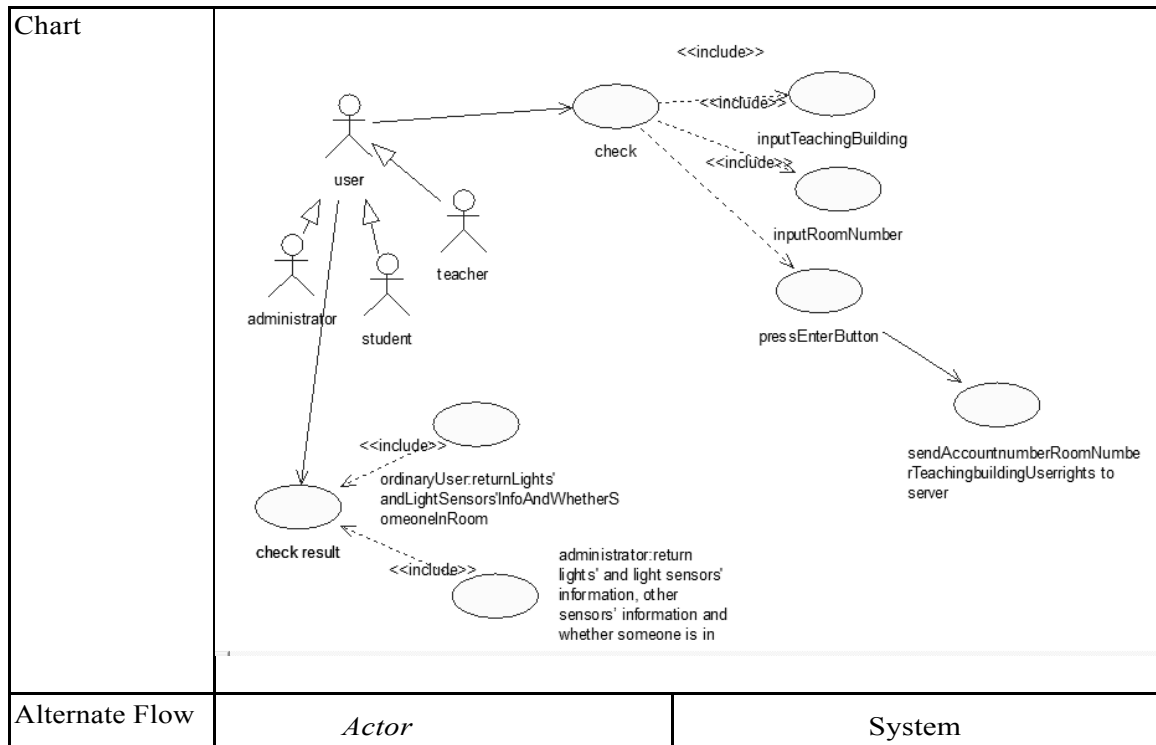 Chart
<<include>>
<<include>>
inputTeachingBuilding
check
<<include>>
user
inputRoomNumber
teacher
administrator
student
pressEnterButton
<<include>>
sendAccountnumberRoomNumbe
rTeachingbuildingUserrights to
server
ordinaryUser:returnLights'
andLightSensors'InfoAndWhetherS
omeoneInRoom
check result
<<include>>
administrator:return
lights' and light sensors'
information, other
sensors' information and
whether someone is in
Alternate Flow
Actor
System